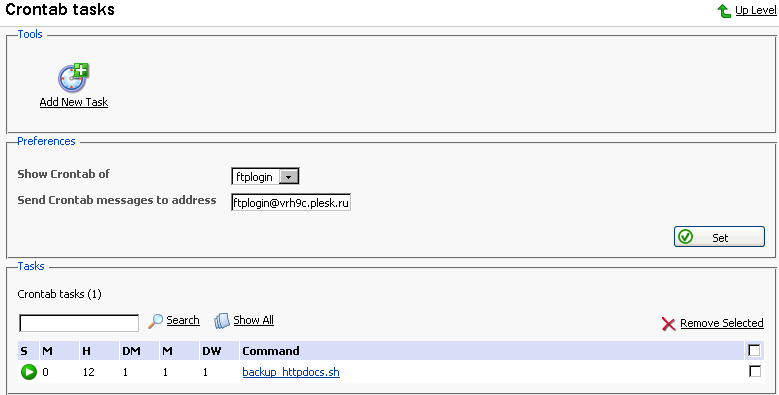 Crontab tasks
Up Level
Tools
Add New Task
Preferences
Show Crontab of ftplogin
Send Crontab messages to address ftplogin@vrh9c.plesk.ru
Set
Tasks
Crontab tasks (1)
Search Show All Remove Selected
S M H DM M DW Command
0 12 1 1 1 backup_httpdocs.sh